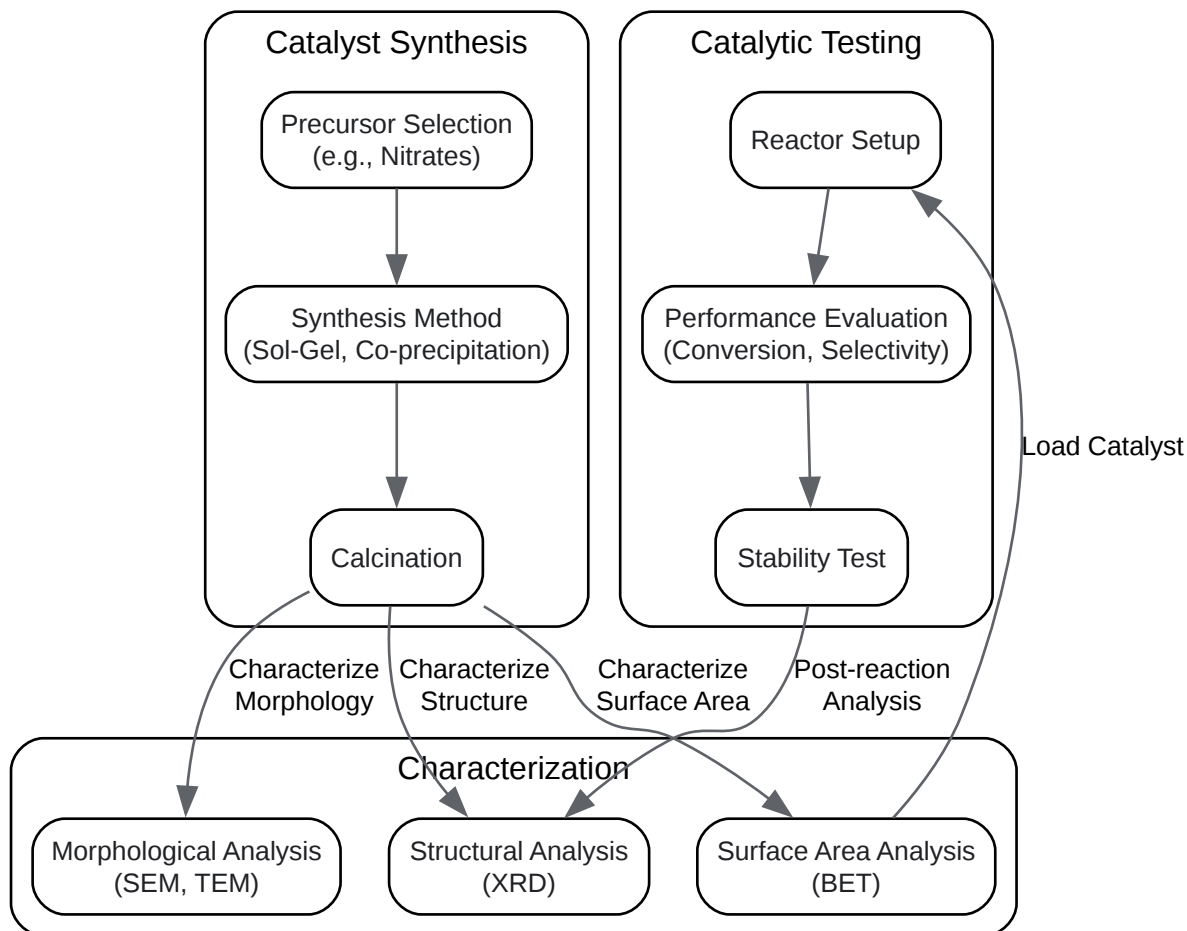 Catalyst Synthesis
Precursor Selection
(e.g., Nitrates)
Synthesis Method
(Sol-Gel, Co-precipitation)
Calcination
Catalytic Testing
Reactor Setup
Performance Evaluation
(Conversion, Selectivity)
Stability Test
Load Catalyst
Characterize
Morphology
Characterize
Structure
Characterize
Surface Area
Post-reaction
Analysis
Characterization
Morphological Analysis
(SEM, TEM)
Structural Analysis
(XRD)
Surface Area Analysis
(BET)